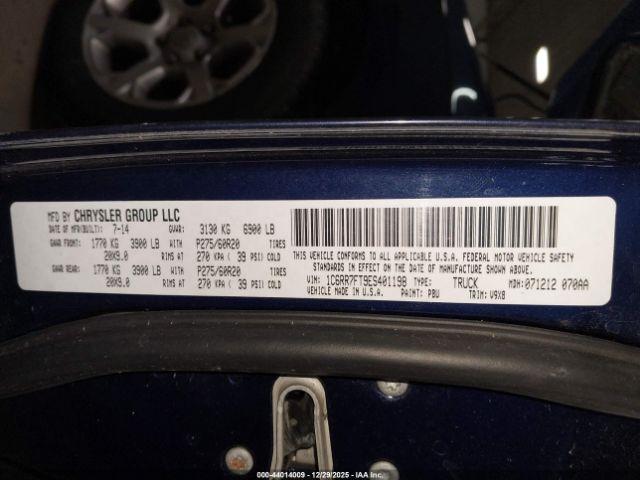 MFD BY CHRYSLER GROUP LLC
DATE OF MFR(BUILT): 7-14 GVWR: 3130 KG 6900 LB
GAWR FRONT: 1770 KG 3900 LB WITH P275/60R20 TIRES
20X9.0 RIMS AT 270 KPA ( 39 PSI) COLD
GAWR REAR: 1770 KG 3900 LB WITH P275/60R20 TIRES
20X9.0 RIMS AT 270 KPA ( 39 PSI) COLD
THIS VEHICLE CONFORMS TO ALL APPLICABLE U.S.A. FEDERAL MOTOR VEHICLE SAFETY
STANDARDS IN EFFECT ON THE DATE OF MANUFACTURE SHOWN ABOVE.
VIN: 1C6RR7FT9ES401198 TYPE: TRUCK MDH: 071212 070AA
VEHICLE MADE IN U.S.A. PAINT: PBU TRIM: V9X8
000-44014009 - 12/29/2025 - IAAI.com